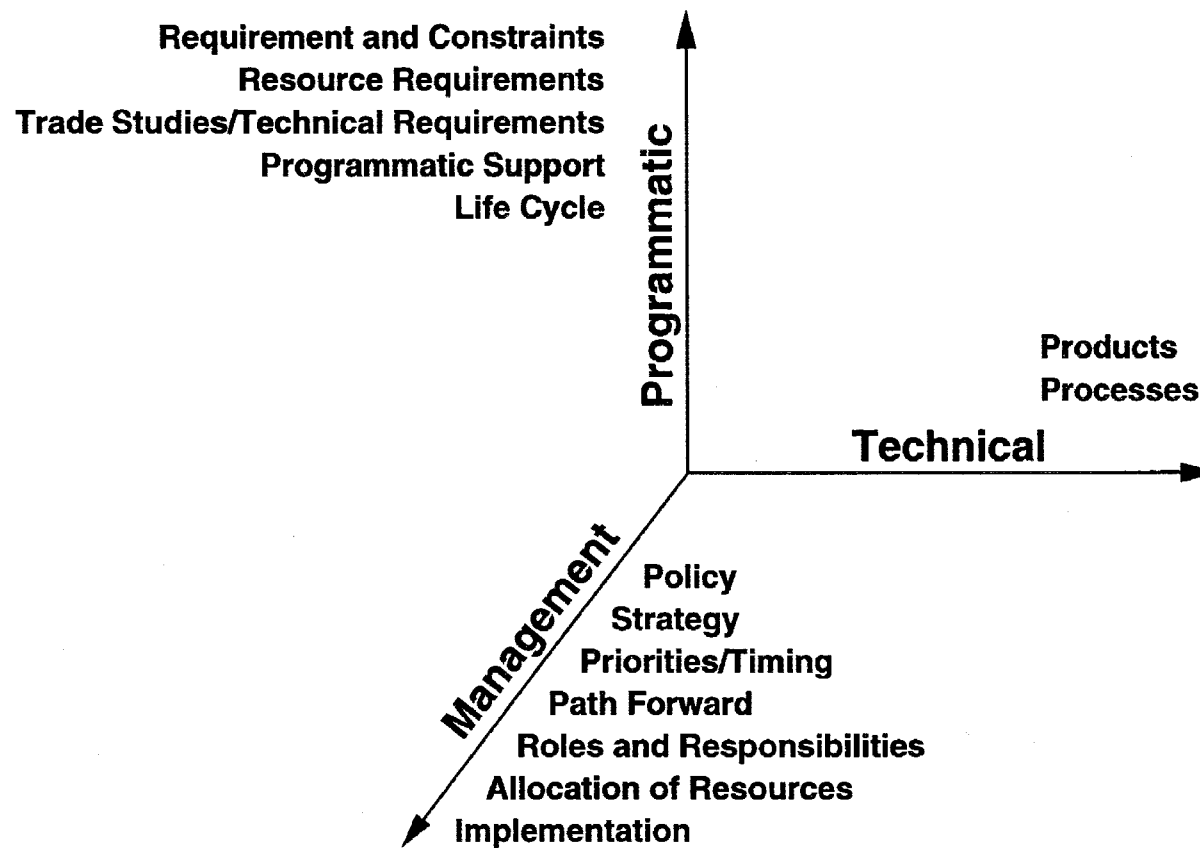 Requirement and Constraints
Resource Requirements
Trade Studies/Technical Requirements
Programmatic Support
Life Cycle
Programmatic
Products
Processes
Technical
Management
Policy
Strategy
Priorities/Timing
Path Forward
Roles and Responsibilities
Allocation of Resources
Implementation